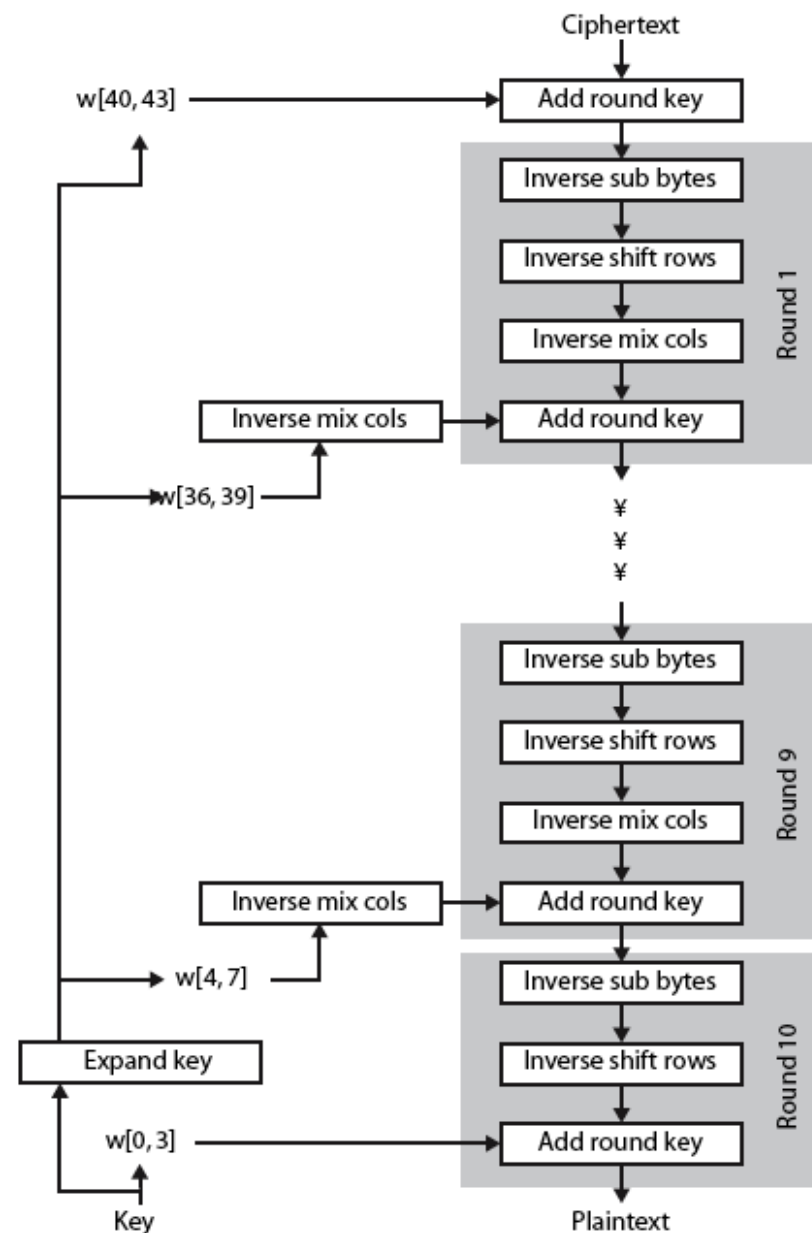 Ciphertext
w[40, 43]
Add round key
Inverse sub bytes
Inverse shift rows
Inverse mix cols
Round 1
Inverse mix cols
Add round key
w[36, 39]
¥
¥
¥
Inverse sub bytes
Inverse shift rows
Inverse mix cols
Round 9
Inverse mix cols
Add round key
w[4, 7]
Inverse sub bytes
Expand key
Inverse shift rows
Round 10
w[0, 3]
Add round key
Key
Plaintext